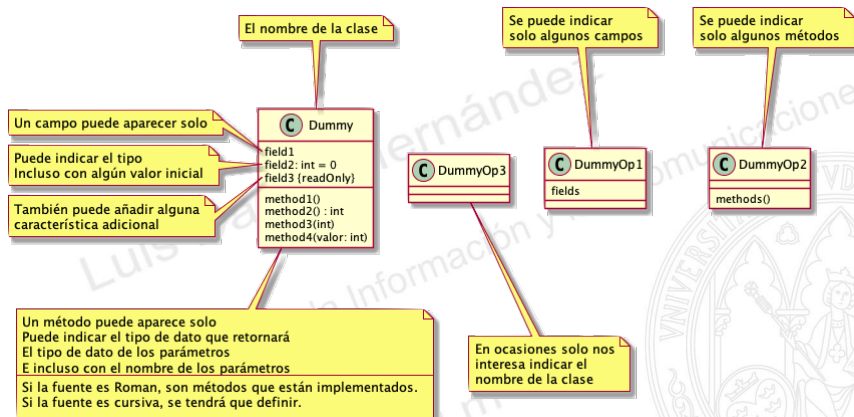 El nombre de la clase
Se puede indicar
solo algunos campos
Se puede indicar
solo algunos métodos
Un campo puede aparecer solo
Puede indicar el tipo
Incluso con algún valor inicial
También puede añadir alguna
característica adicional
C Dummy
field1
field2: int = 0
field3 {readOnly}
method1()
method2() : int
method3(int)
method4(valor: int)
C DummyOp3
C DummyOp1
fields
C DummyOp2
methods()
Un método puede aparece solo
Puede indicar el tipo de dato que retornará
El tipo de dato de los parámetros
E incluso con el nombre de los parámetros
Si la fuente es Roman, son métodos que están implementados.
Si la fuente es cursiva, se tendrá que definir.
En ocasiones solo nos
interesa indicar el
nombre de la clase